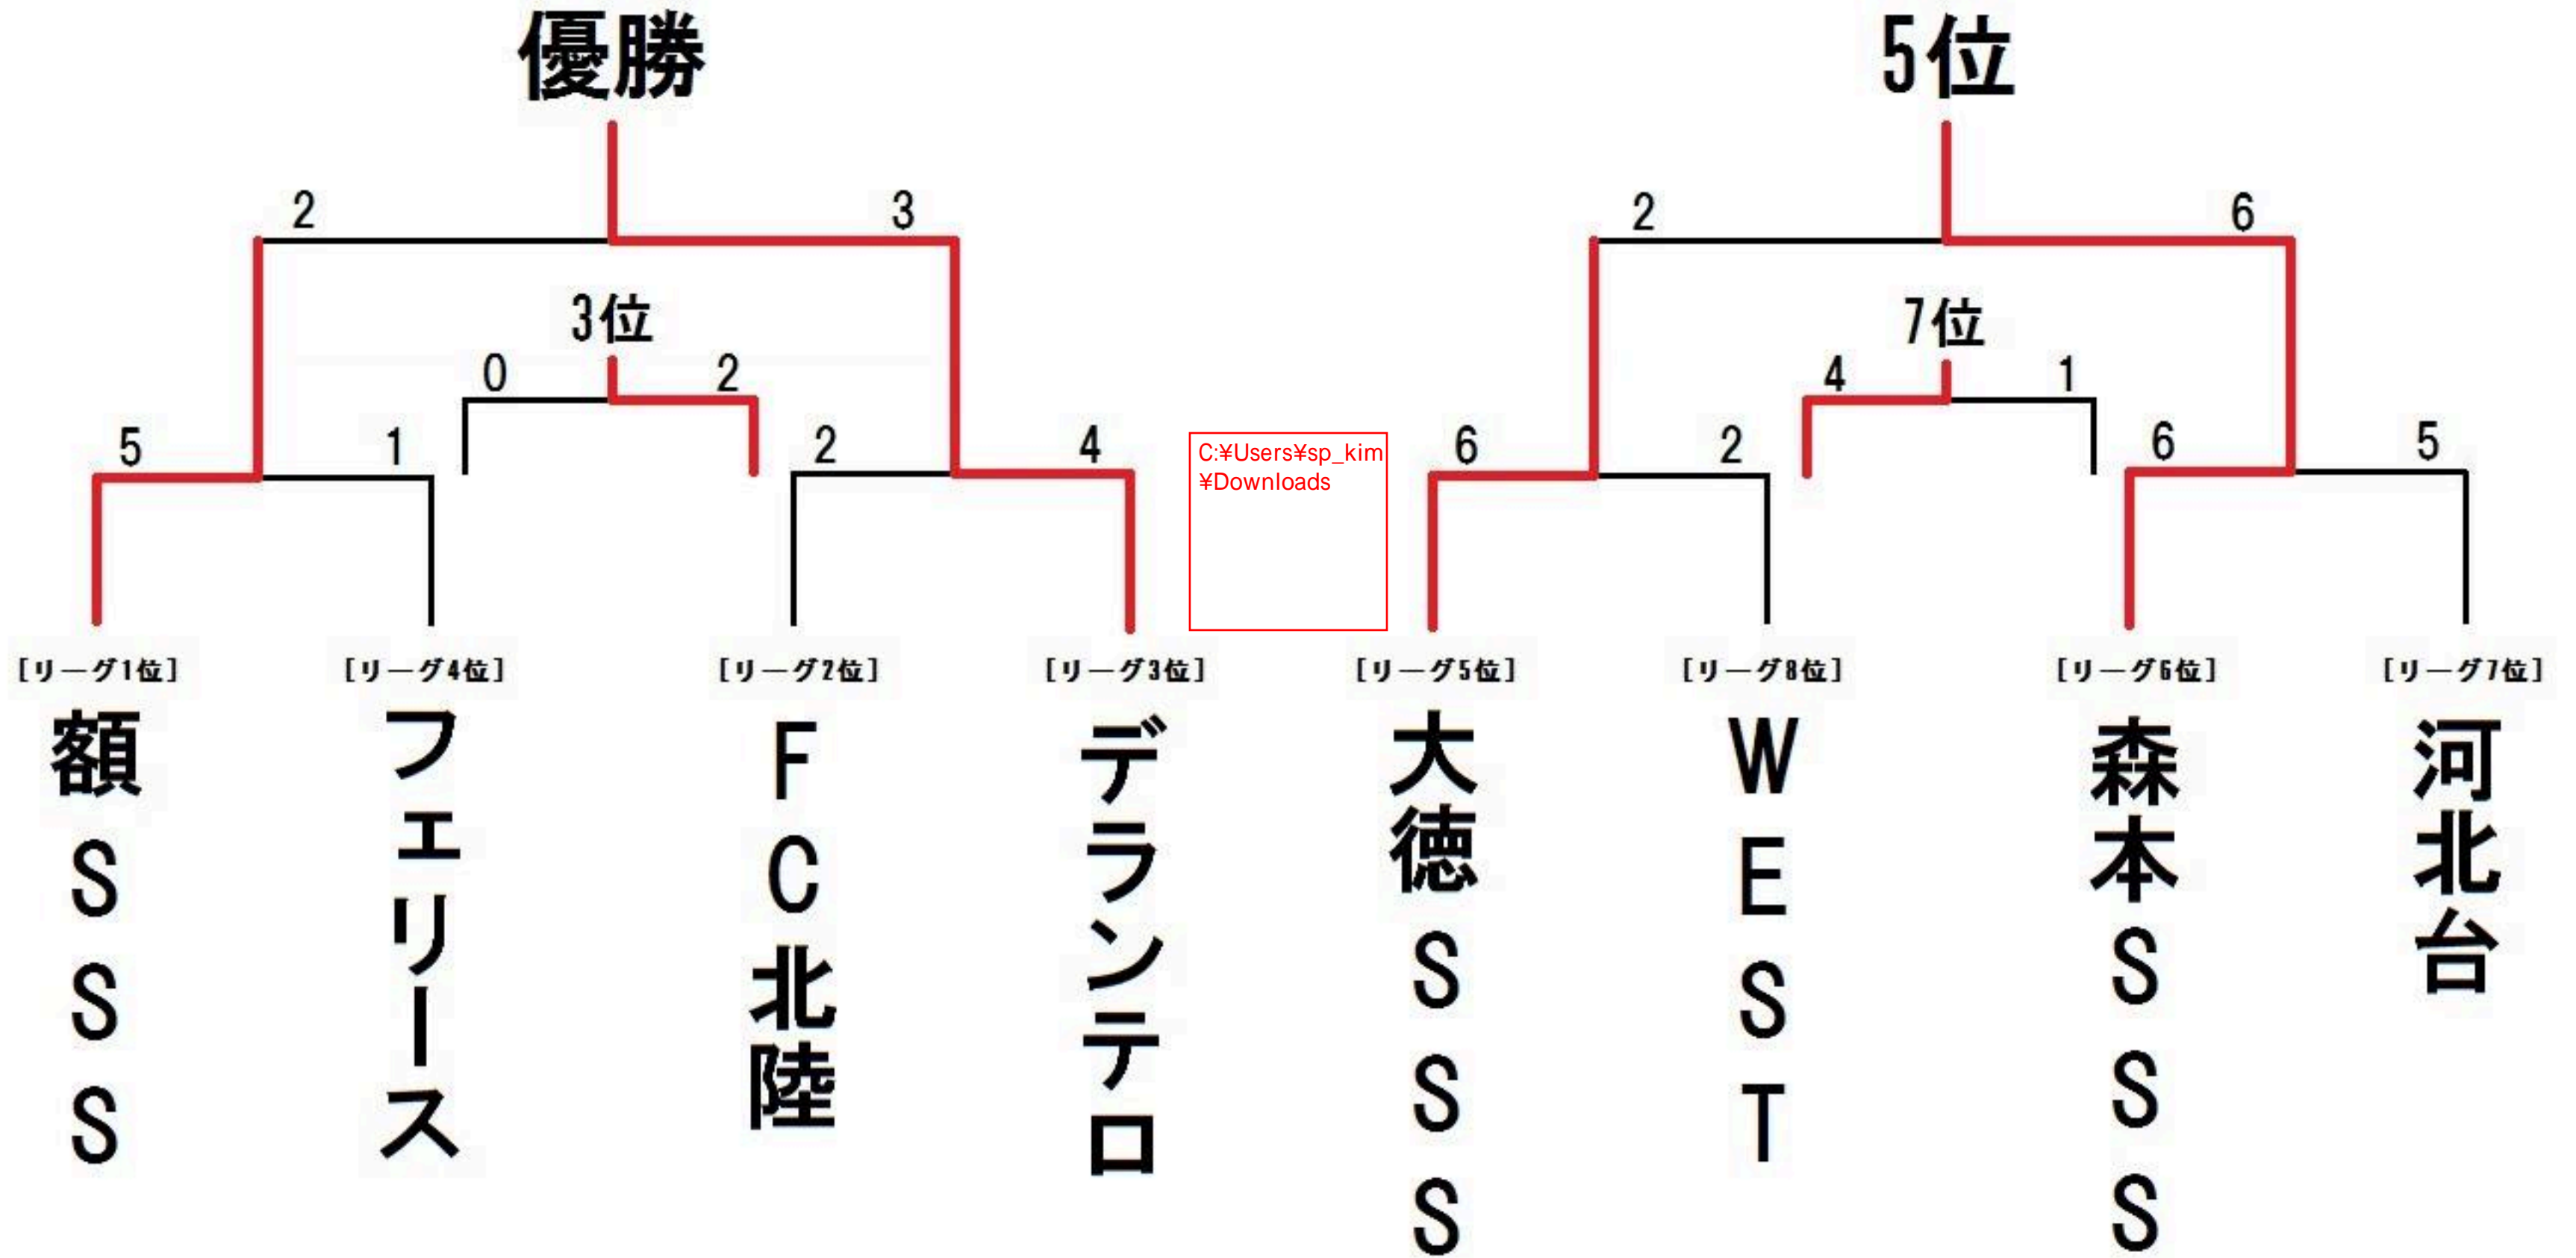 優勝
5位
2
3
2
6
3位
7位
0
2
4
1
5
1
2
4
6
2
6
5
C:¥Users¥sp_kim
¥Downloads
[リーグ1位]
[リーグ4位]
[リーグ2位]
[リーグ3位]
[リーグ5位]
[リーグ8位]
[リーグ6位]
[リーグ7位]
額SSS
フェリース
FC北陸
デランテロ
大徳SSS
WEST
森本SSS
河北台